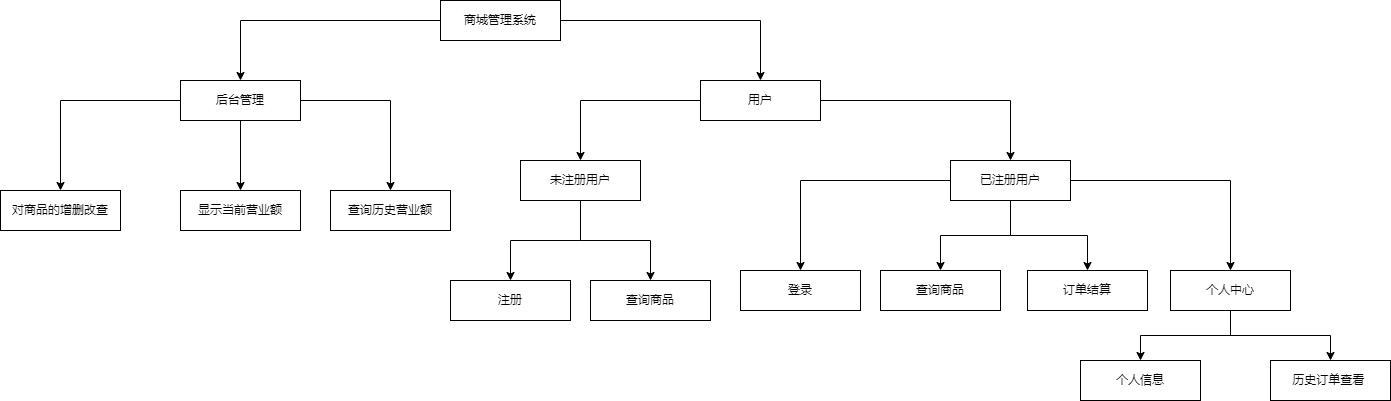 商城管理系统
后台管理
用户
未注册用户
已注册用户
对商品的增删改查
显示当前营业额
查询历史营业额
注册
查询商品
登录
查询商品
订单结算
个人中心
个人信息
历史订单查看